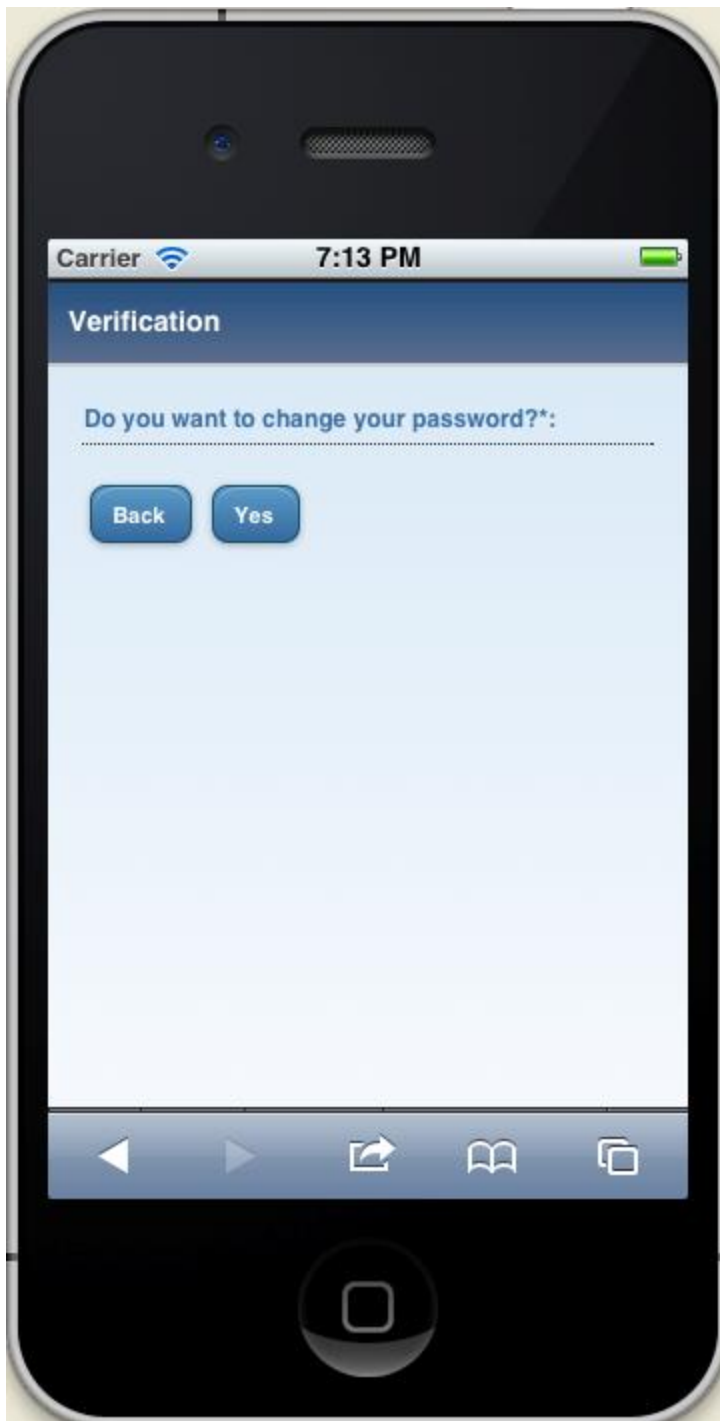 Carrier 7:13 PM
Verification
Do you want to change your password?*:
Back Yes